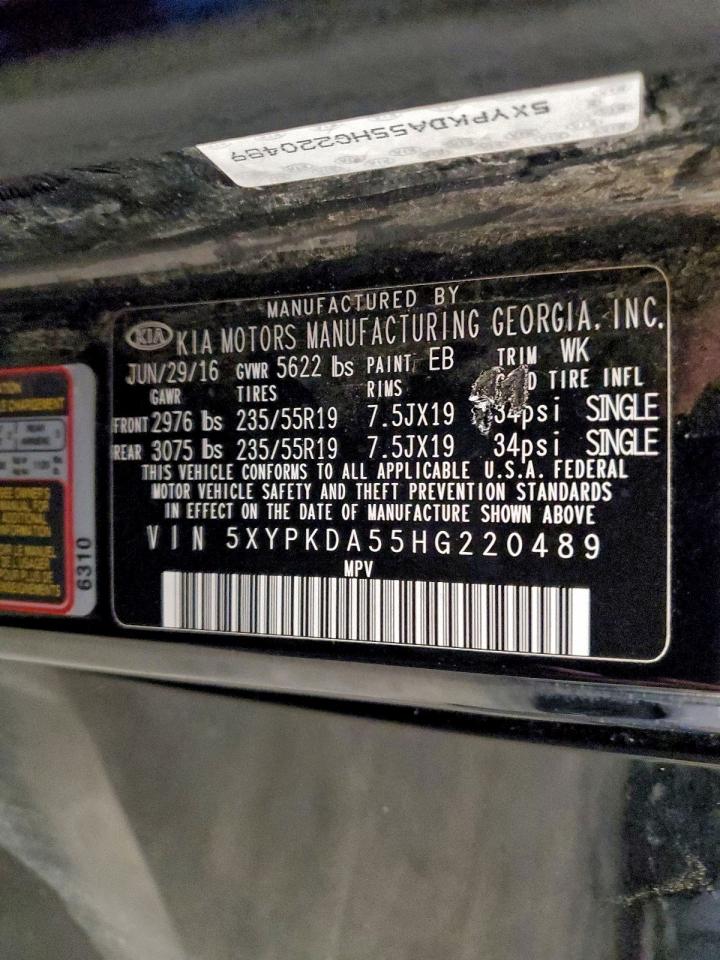 5XYPKDA55HG220489
MANUFACTURED BY
KIA KIA MOTORS MANUFACTURING GEORGIA, INC.
JUN/29/16 GVWR 5622 lbs PAINT EB TRIM WK
GAWR TIRES RIMS TIRE INFL
FRONT 2976 lbs 235/55R19 7.5JX19 34psi SINGLE
REAR 3075 lbs 235/55R19 7.5JX19 34psi SINGLE
THIS VEHICLE CONFORMS TO ALL APPLICABLE U.S.A. FEDERAL
MOTOR VEHICLE SAFETY AND THEFT PREVENTION STANDARDS
IN EFFECT ON THE DATE OF MANUFACTURE SHOWN ABOVE
VIN 5XYPKDA55HG220489
MPV
6310